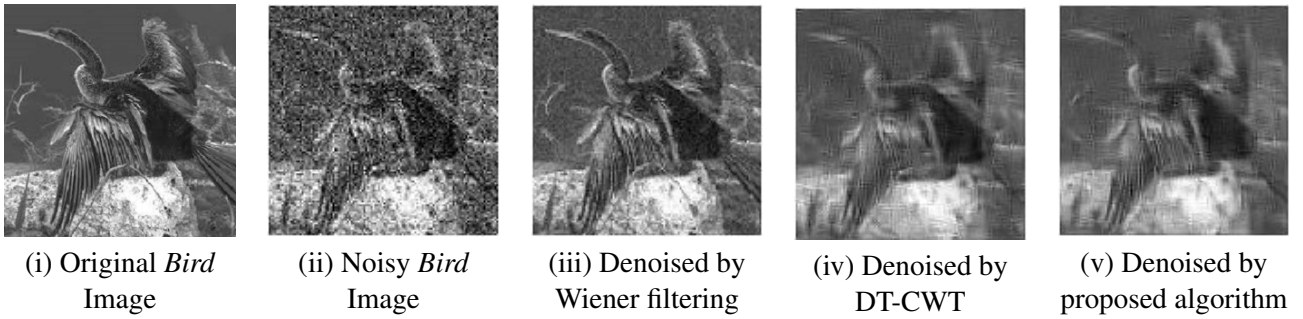 (i) Original Bird
Image
(ii) Noisy Bird
Image
(iii) Denoised by
Wiener filtering
(iv) Denoised by
DT-CWT
(v) Denoised by
proposed algorithm